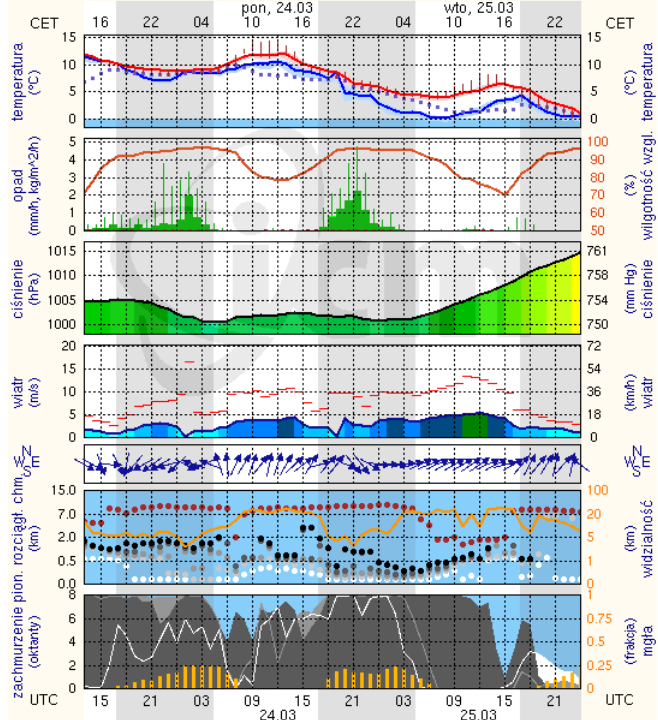 pon, 24.03 wto, 25.03
CET 16 22 04 10 16 22 04 10 16 22 CET
temperatura (°C) 15 10 5 0 15 10 5 0 temperatura (°C)
opad (mm/h, kg/m^2/h) 5 4 3 2 1 0 100 90 80 70 60 50 (%) wilgotność wzgl.
ciśnienie (hPa) 1015 1010 1005 1000 761 758 754 750 (mm Hg) ciśnienie
wiatr (m/s) 20 15 10 5 0 72 54 36 18 0 (km/h) wiatr
N W E S N W E S
pion. rozciągł. chm. (km) 15.0 7.0 2.0 0.5 0.0 100 20 5 1 0 (km) widzialność
zachmurzenie (oktanty) 8 6 4 2 0 1 0.75 0.5 0.25 0 (frakcja) mgła
UTC 15 21 03 09 15 21 03 09 15 21 UTC
24.03 25.03
icm